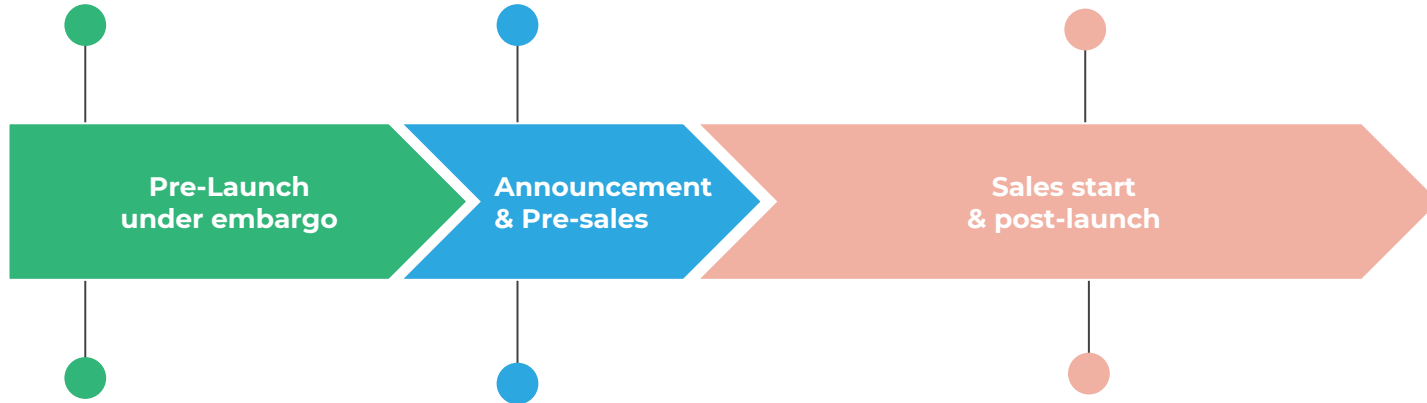 Pre-Launch
under embargo
Announcement
& Pre-sales
Sales start
& post-launch